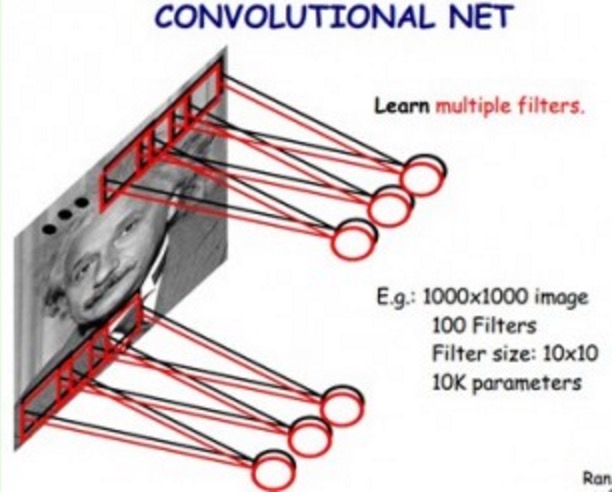 CONVOLUTIONAL NET
Learn multiple filters.
E.g.: 1000x1000 image
100 Filters
Filter size: 10x10
10K parameters
Ran